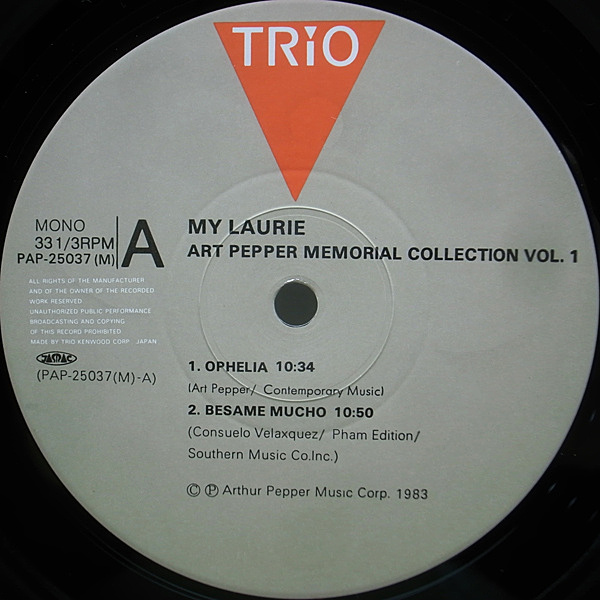 TRiO
MONO
33 1/3RPM
PAP-25037 (M)
A
MY LAURIE
ART PEPPER MEMORIAL COLLECTION VOL. 1
ALL RIGHTS OF THE MANUFACTURER
AND OF THE OWNER OF THE RECORDED
WORK RESERVED
UNAUTHORIZED PUBLIC PERFORMANCE
BROADCASTING AND COPYING
OF THIS RECORD PROHIBITED.
MADE BY TRIO KENWOOD CORP. JAPAN
JASRAC
(PAP-25037(M)-A)
1. OPHELIA 10:34
(Art Pepper/ Contemporary Music)
2. BESAME MUCHO 10:50
(Consuelo Velaxquez/ Pham Edition/
Southern Music Co.Inc.)
© ℗ Arthur Pepper Music Corp. 1983